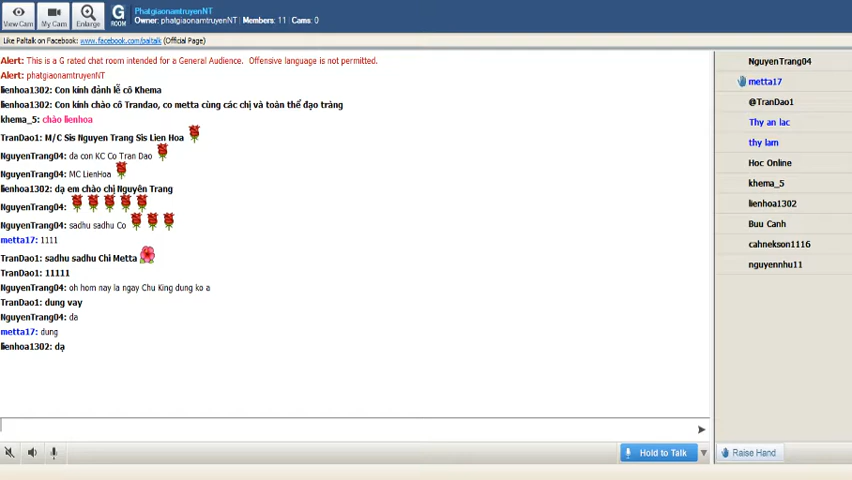 View Cam
My Cam
Enlarge
G
ROOM
PhatgiaonamtruyenNT
Owner: phatgiaonamtruyenNT | Members: 11 | Cams: 0
Like Paltalk on Facebook: www.facebook.com/paltalk (Official Page)
Alert: This is a G rated chat room intended for a General Audience. Offensive language is not permitted.
Alert: phatgiaonamtruyenNT
lienhoa1302: Con kính đảnh lễ cô Khema
lienhoa1302: Con kính chào cô Trandao, co metta cùng các chị và toàn thể đạo tràng
khema_5: chào lienhoa
TranDao1: M/C Sis Nguyen Trang Sis Lien Hoa
NguyenTrang04: da con KC Co Tran Dao
NguyenTrang04: MC LienHoa
lienhoa1302: dạ em chào chị Nguyên Trang
NguyenTrang04:
NguyenTrang04: sadhu sadhu Co
metta17: 1111
TranDao1: sadhu sadhu Chi Metta
TranDao1: 11111
NguyenTrang04: oh hom nay la ngay Chu King dung ko a
TranDao1: dung vay
NguyenTrang04: da
metta17: dung
lienhoa1302: dạ
Hold to Talk
NguyenTrang04
metta17
@TranDao1
Thy an lac
thy lam
Hoc Online
khema_5
lienhoa1302
Buu Canh
cahnekson1116
nguyennhu11
Raise Hand